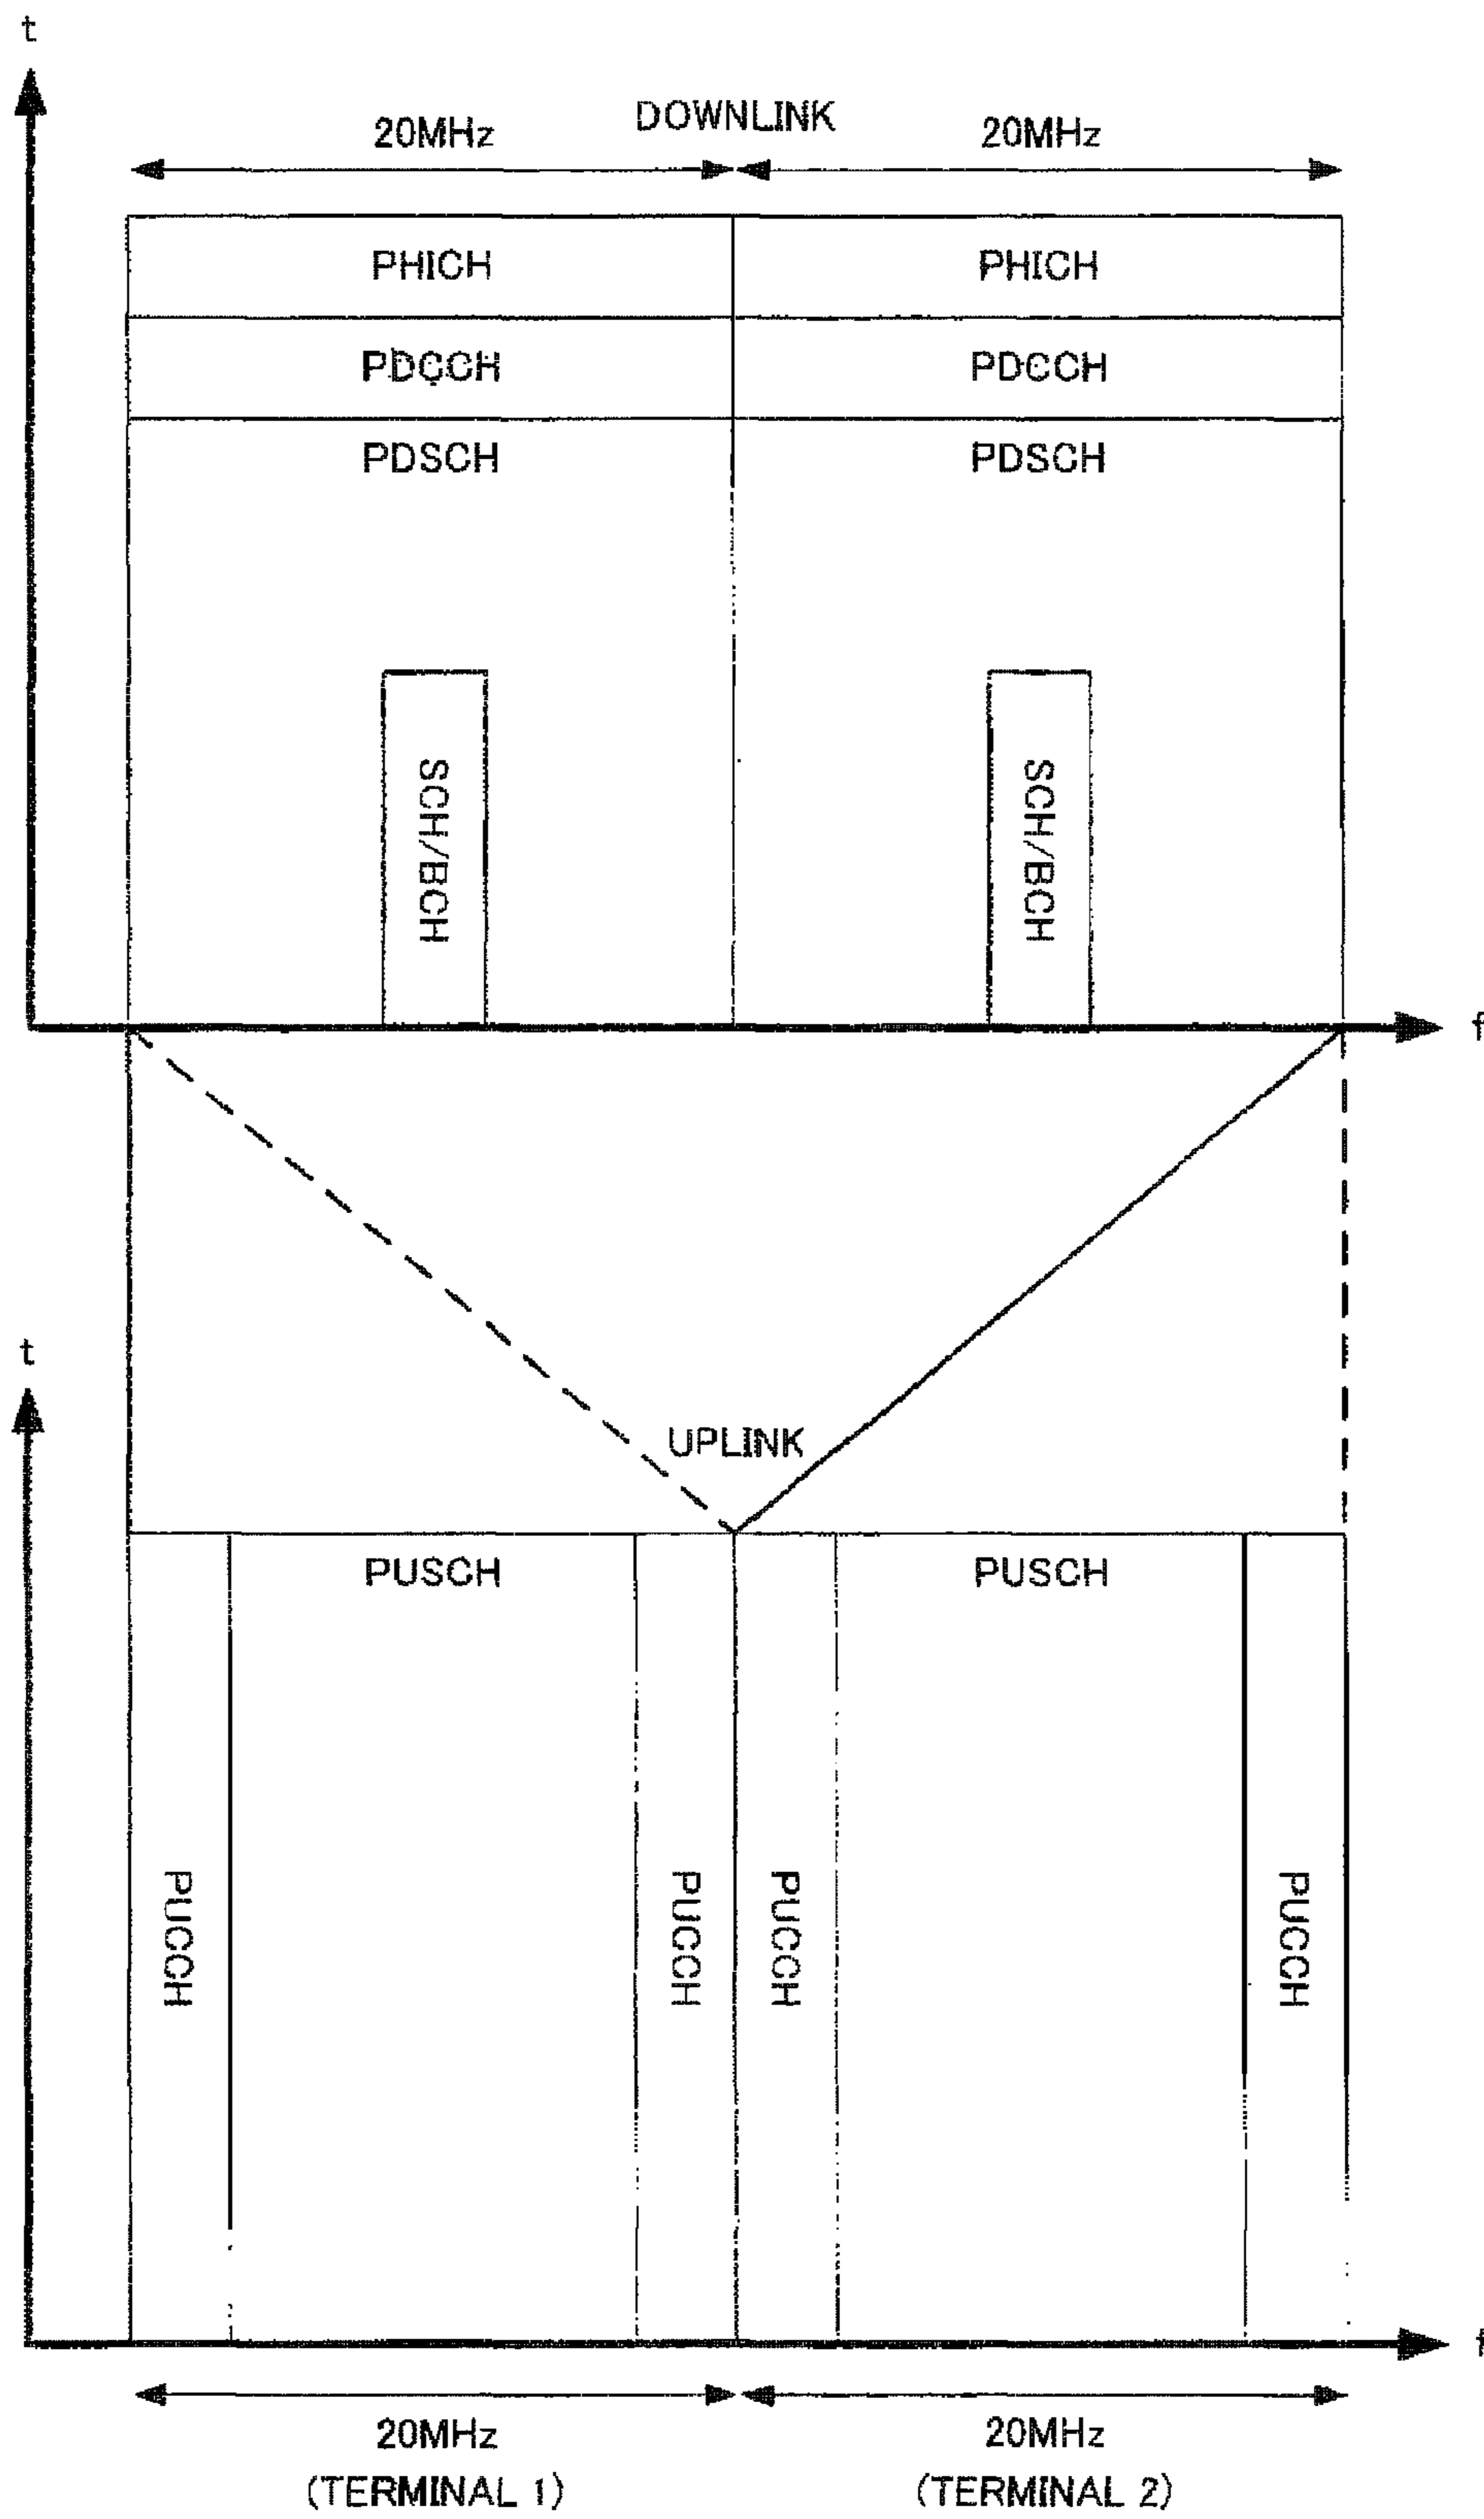 t
DOWNLINK
20MHz 20MHz
PHICH PHICH
PDCCH PDCCH
PDSCH PDSCH
SCH/BCH SCH/BCH
f
t
UPLINK
PUSCH PUSCH
PUCCH PUCCH PUCCH PUCCH
f
20MHz 20MHz
(TERMINAL 1) (TERMINAL 2)